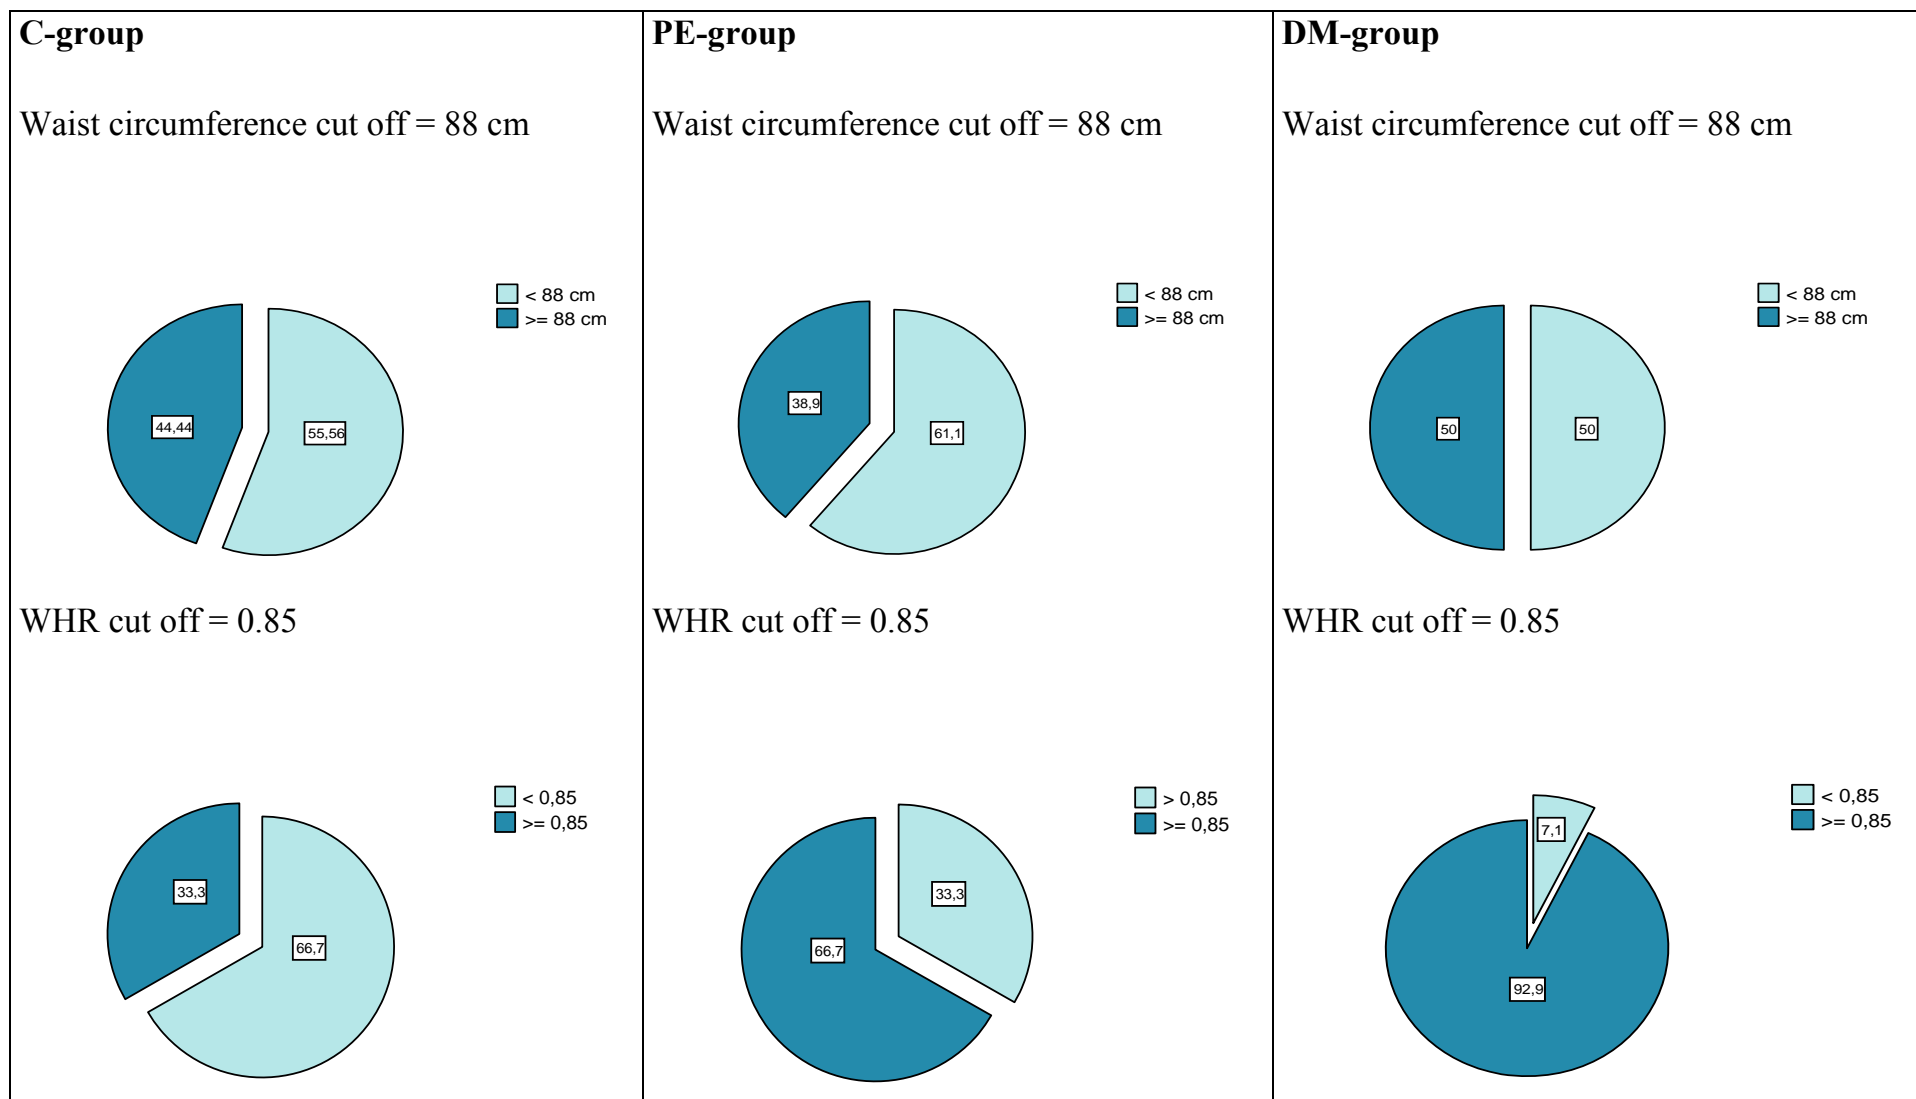 C-group
Waist circumference cut off = 88 cm
< 88 cm
>= 88 cm
44,44
55,56
WHR cut off = 0.85
< 0,85
>= 0,85
33,3
66,7
PE-group
Waist circumference cut off = 88 cm
< 88 cm
>= 88 cm
38,9
61,1
WHR cut off = 0.85
> 0,85
>= 0,85
33,3
66,7
DM-group
Waist circumference cut off = 88 cm
< 88 cm
>= 88 cm
50
50
WHR cut off = 0.85
< 0,85
>= 0,85
7,1
92,9